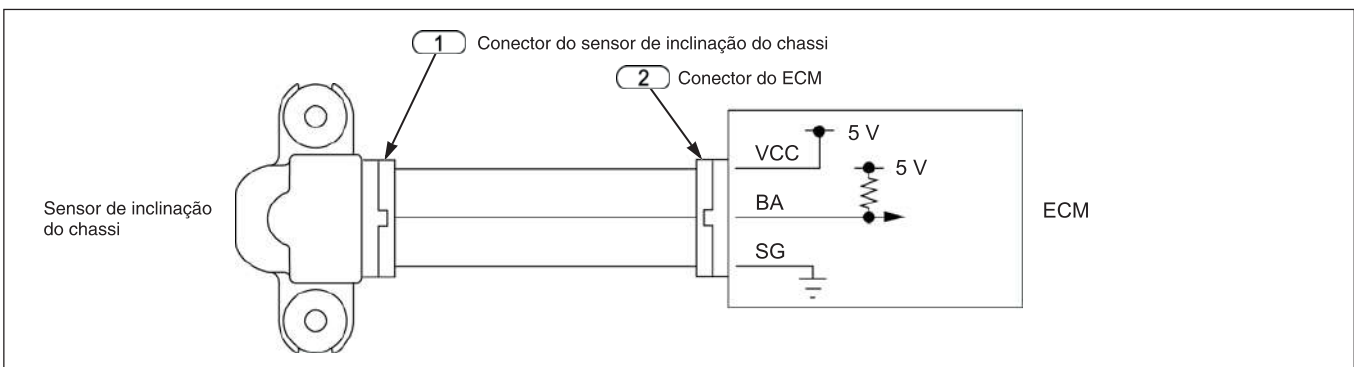 1 Conector do sensor de inclinação do chassi
2 Conector do ECM
5 V
VCC
5 V
BA
SG
ECM
Sensor de inclinação
do chassi